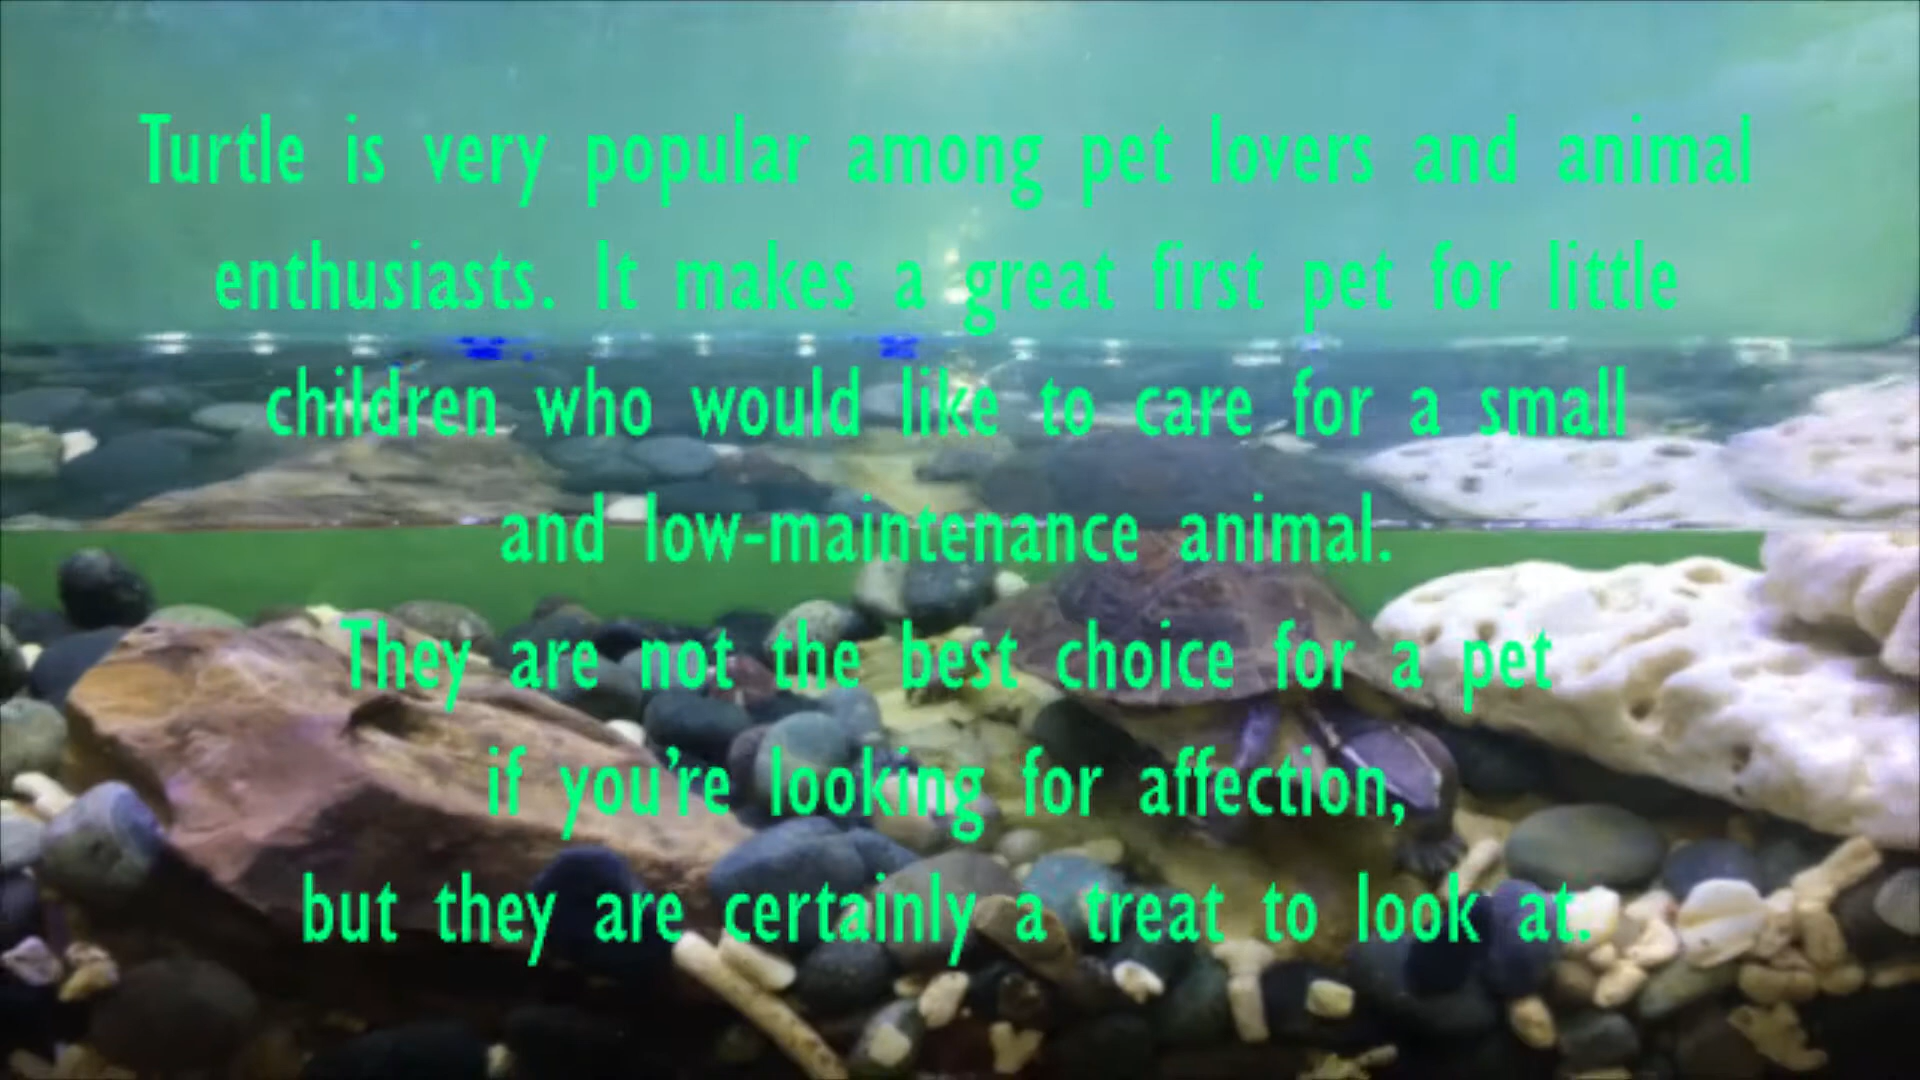 Turtle is very popular among pet lovers and animal
enthusiasts. It makes a great first pet for little
children who would like to care for a small
and low-maintenance animal.
They are not the best choice for a pet
if you're looking for affection,
but they are certainly a treat to look at.